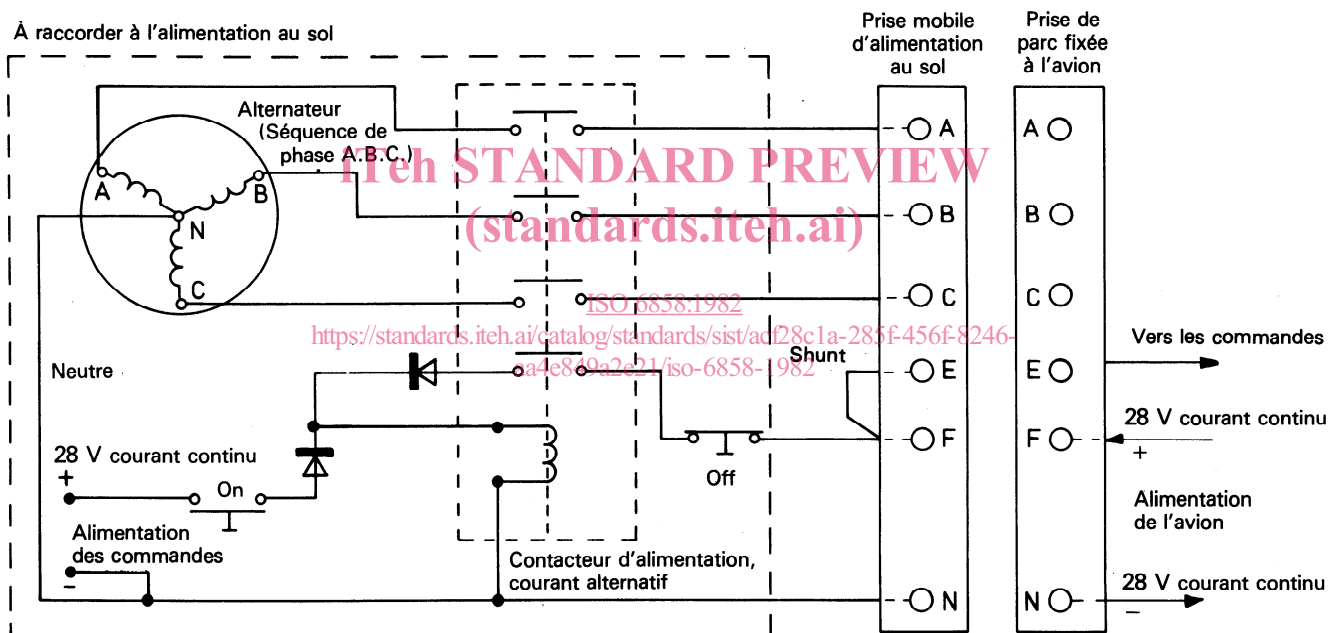 À raccorder à l'alimentation au sol
Prise mobile
d'alimentation
au sol
Prise de
parc fixée
à l'avion
Alternateur
(Séquence de
phase A.B.C.)
A
B
N
C
A
B
C
E
F
N
A
B
C
E
F
N
iTeh STANDARD PREVIEW
(standards.iteh.ai)
ISO 6858:1982
https://standards.iteh.ai/catalog/standards/sist/acf28c1a-285f-456f-8246-
aa4e849a2e21/iso-6858-1982
Shunt
Vers les commandes
Neutre
28 V courant continu
+
On
Off
Alimentation
des commandes
-
Contacteur d'alimentation,
courant alternatif
28 V courant continu
+
Alimentation
de l'avion
28 V courant continu
-